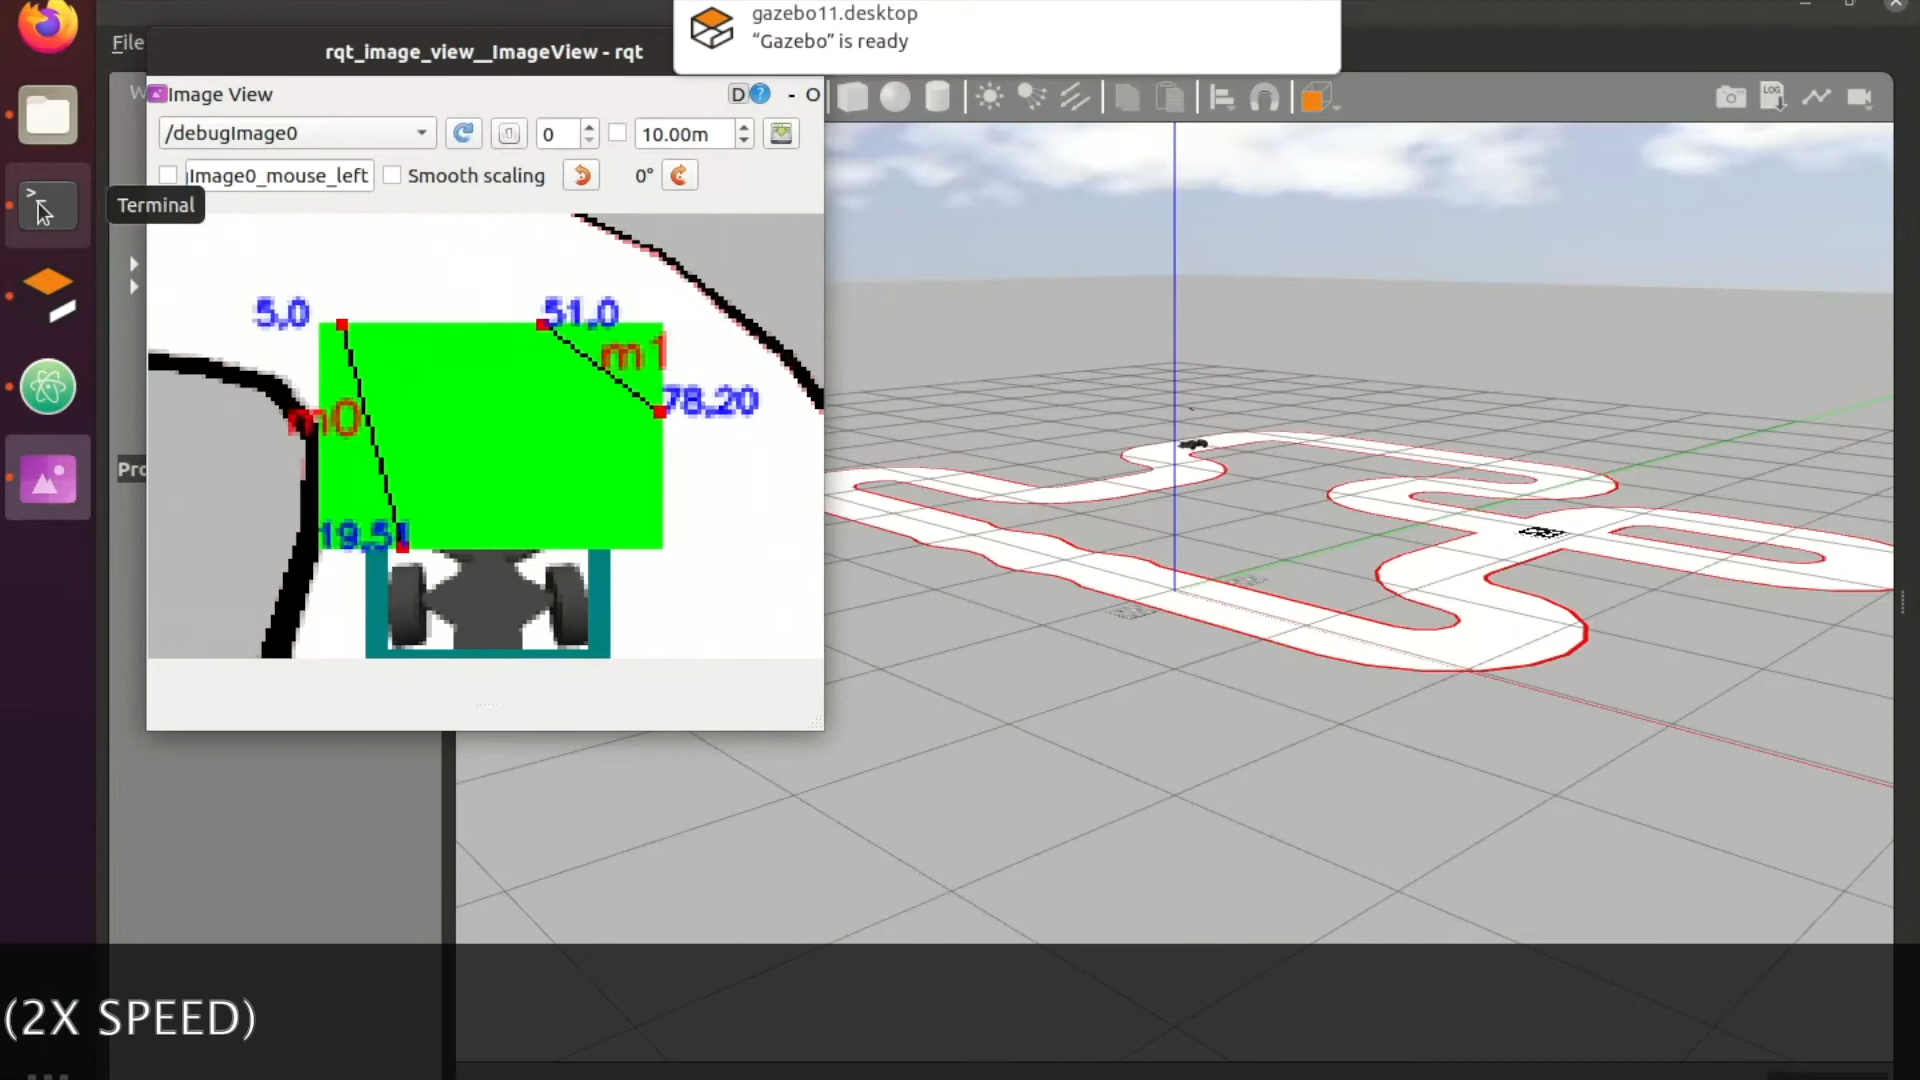 gazebo11.desktop
“Gazebo” is ready
File
rqt_image_view__ImageView - rqt
Image View
D
?
- O
/debugImage0
0
10.00m
Image0_mouse_left
Smooth scaling
0°
Terminal
LOG
5,0
51,0
m1
78,20
m0
19,51
(2X SPEED)